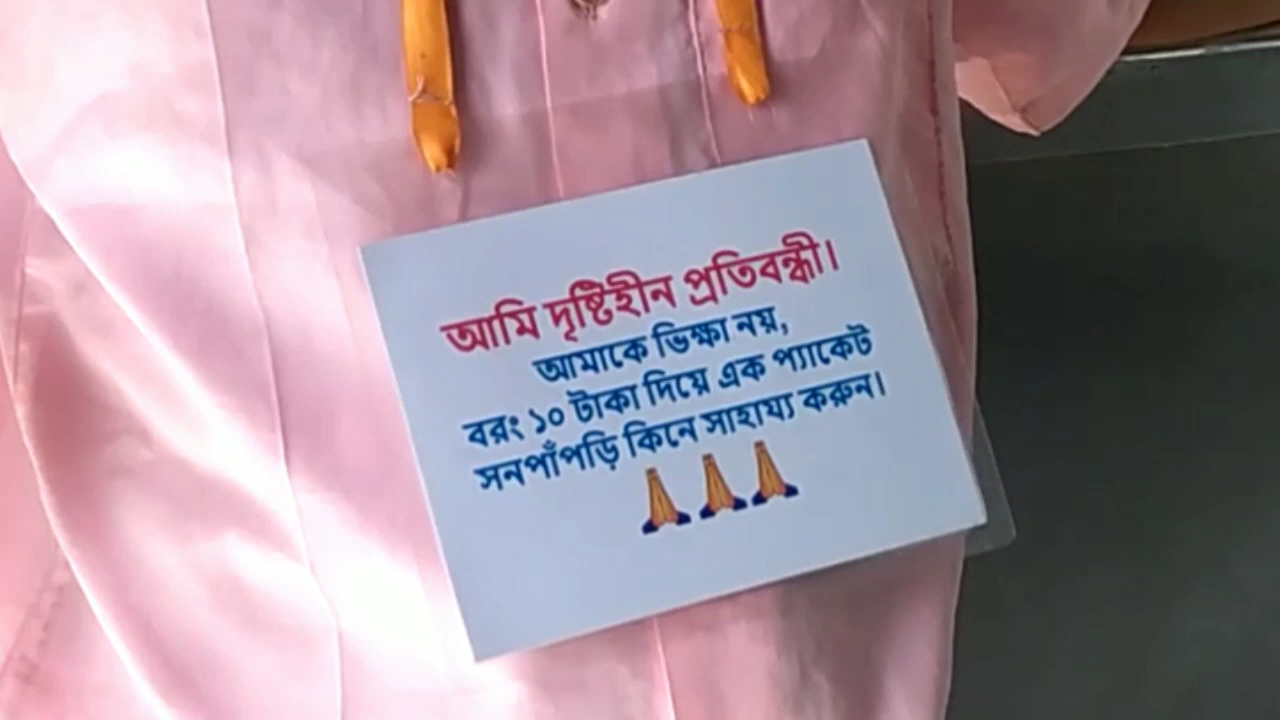 আমি দৃষ্টিহীন প্রতিবন্ধী।
আমাকে ভিক্ষা নয়,
বরং ১০ টাকা দিয়ে এক প্যাকেট
সনপাঁপড়ি কিনে সাহায্য করুন।
🙏🙏🙏